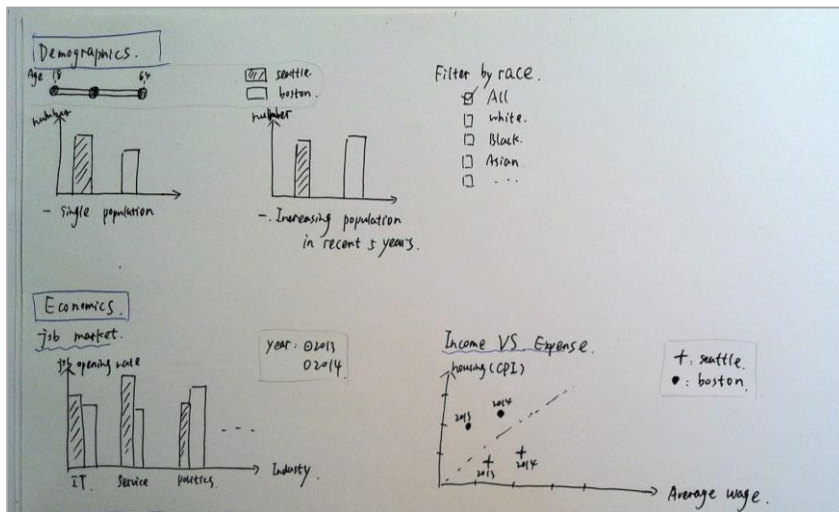 Demographics.
Age 18 64
seattle.
boston.
Filter by race.
All
white.
Black.
Asian
. . .
number
- Single population
number
-. Increasing population
in recent 5 years.
Economics.
job market.
year: 2013
2014.
job opening rate
IT.
Service
politics
- - -
Industy
Income VS Expense.
+ : seattle.
• : boston.
housing (CPI)
2013
2014
2013
2014
Average wage.